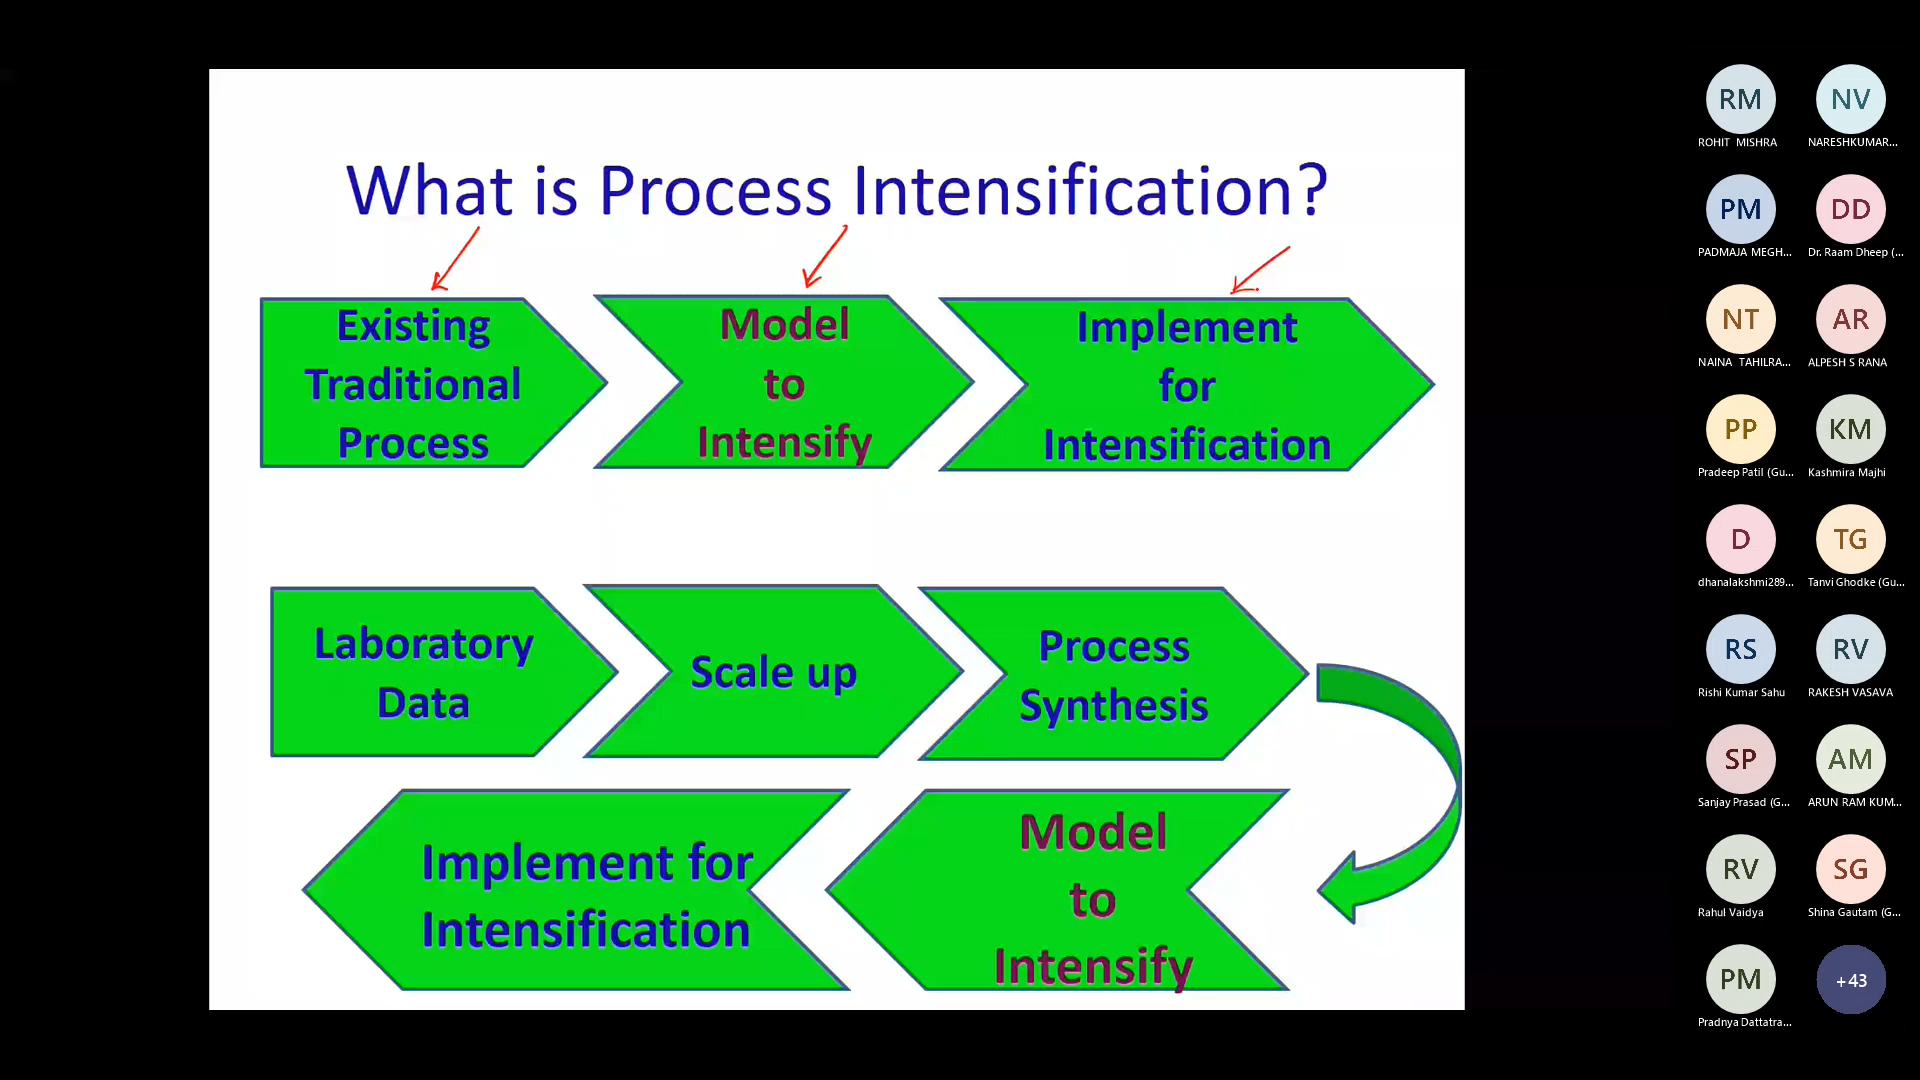 What is Process Intensification?
Existing
Traditional
Process
Model
to
Intensify
Implement
for
Intensification
Laboratory
Data
Scale up
Process
Synthesis
Implement for
Intensification
Model
to
Intensify
RM
ROHIT MISHRA
NV
NARESHKUMAR...
PM
PADMAJA MEGH...
DD
Dr. Raam Dheep (...
NT
NAINA TAHILRA...
AR
ALPESH S RANA
PP
Pradeep Patil (Gu...
KM
Kashmira Majhi
D
dhanalakshmi289...
TG
Tanvi Ghodke (Gu...
RS
Rishi Kumar Sahu
RV
RAKESH VASAVA
SP
Sanjay Prasad (G...
AM
ARUN RAM KUM...
RV
Rahul Vaidya
SG
Shina Gautam (G...
PM
Pradnya Dattatra...
+43